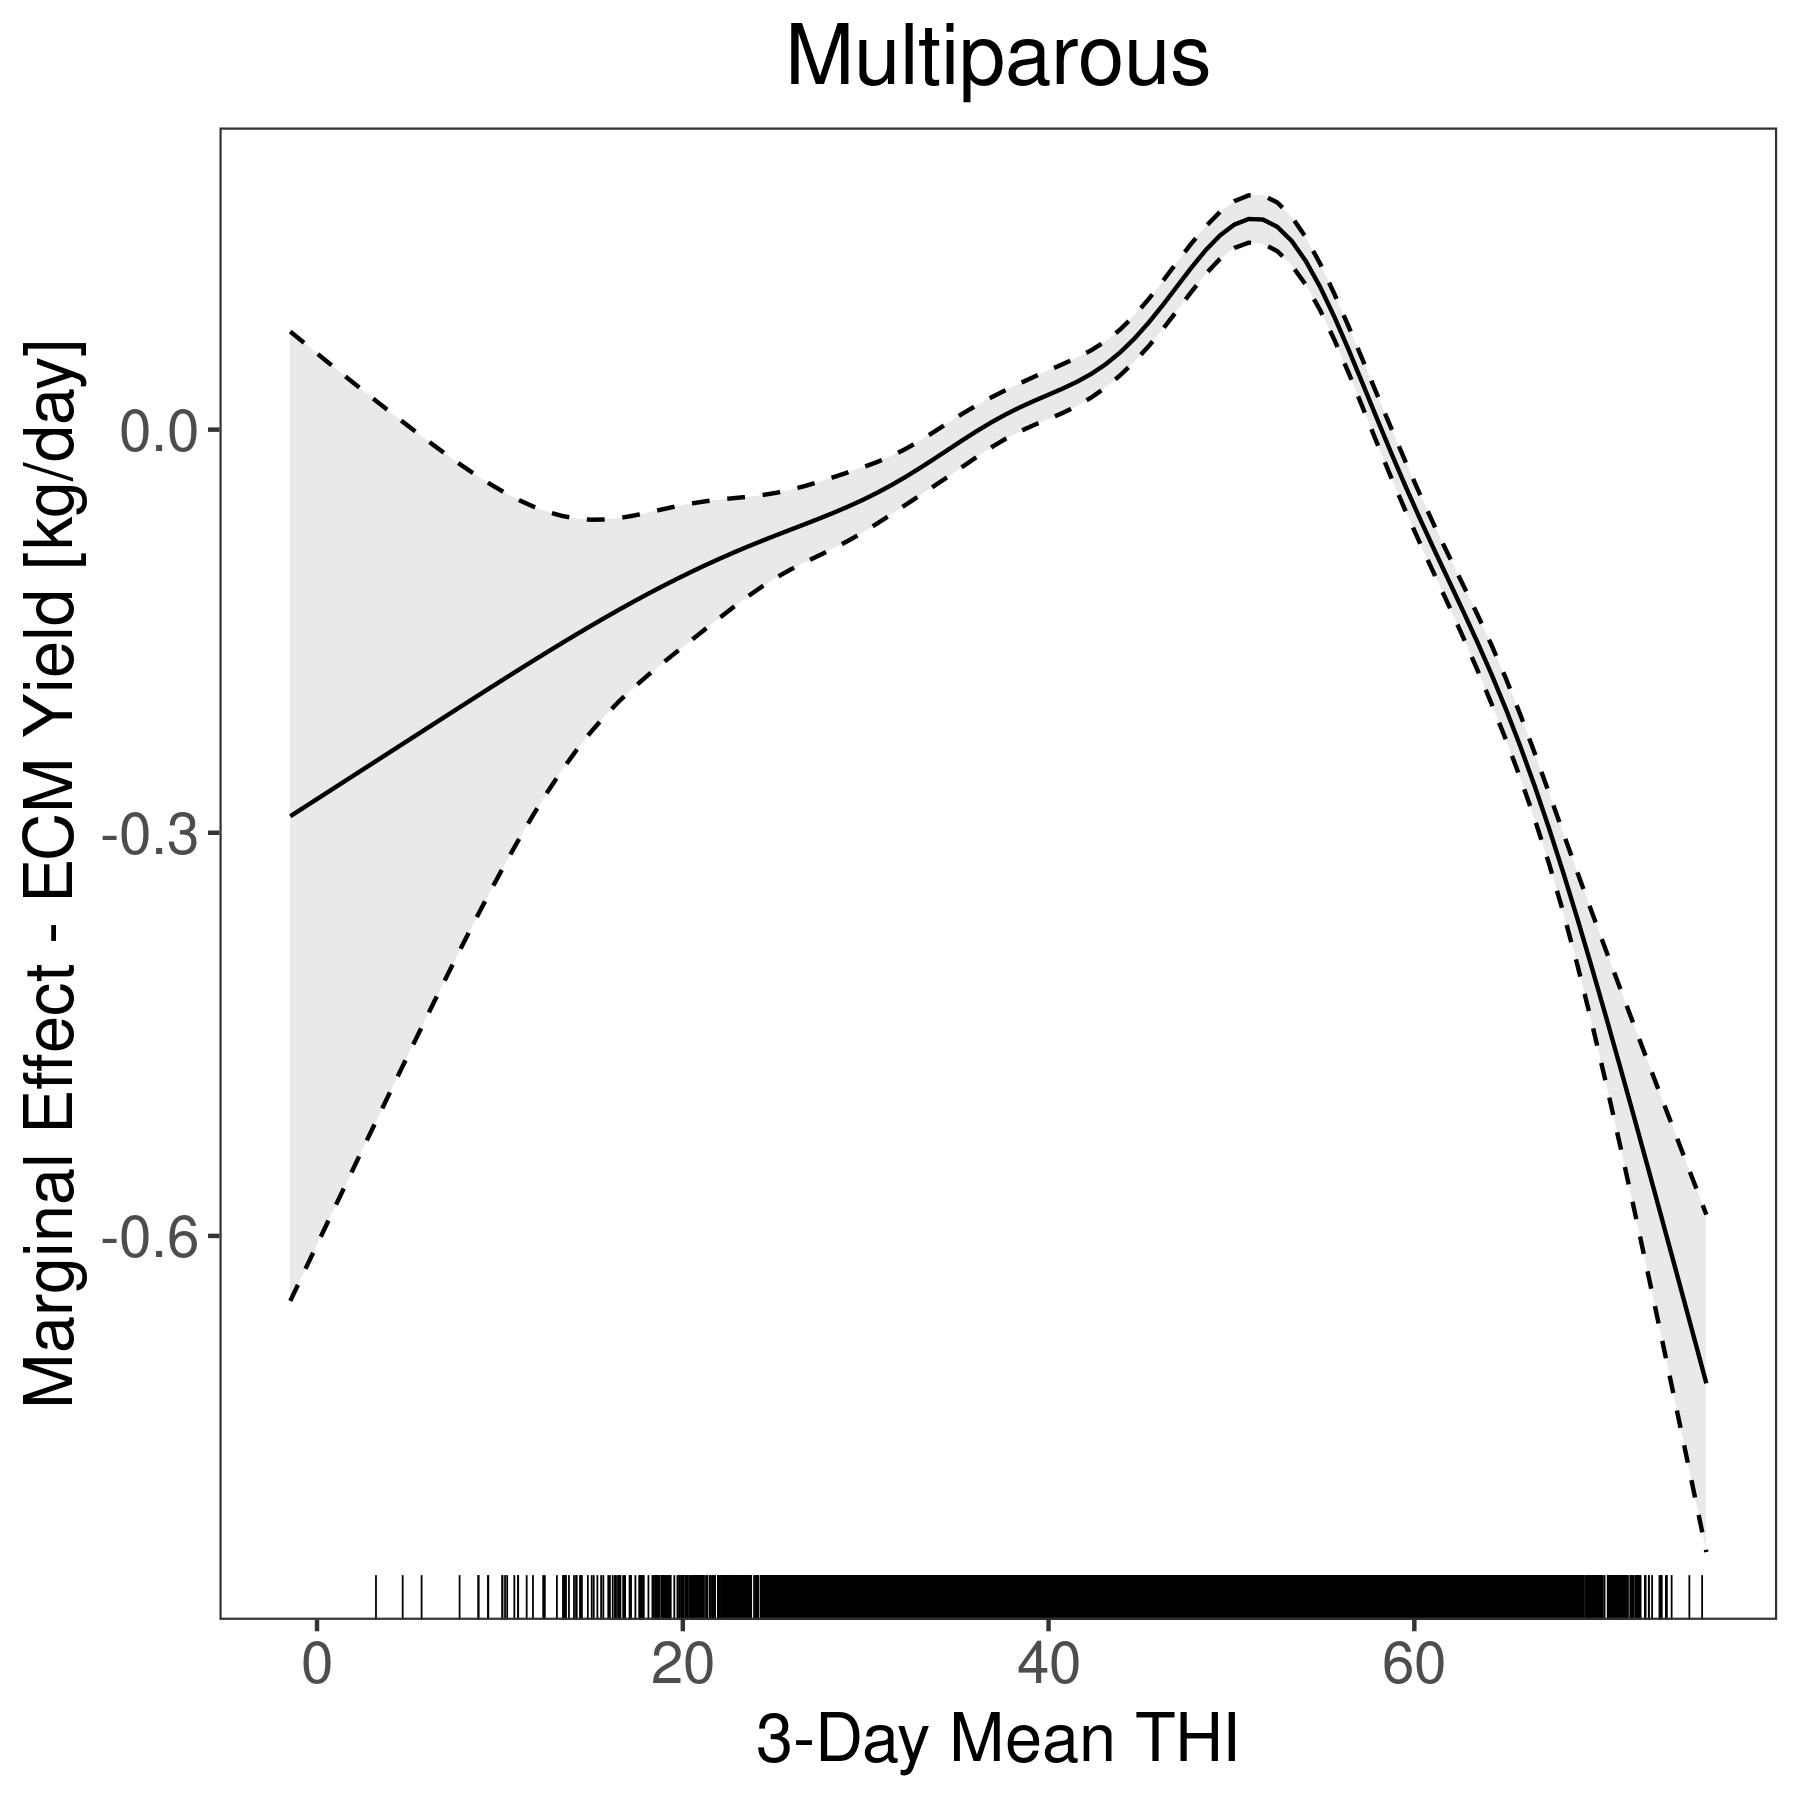 Multiparous
Marginal Effect - ECM Yield [kg/day]
0.0
-0.3
-0.6
0 20 40 60
3-Day Mean THI